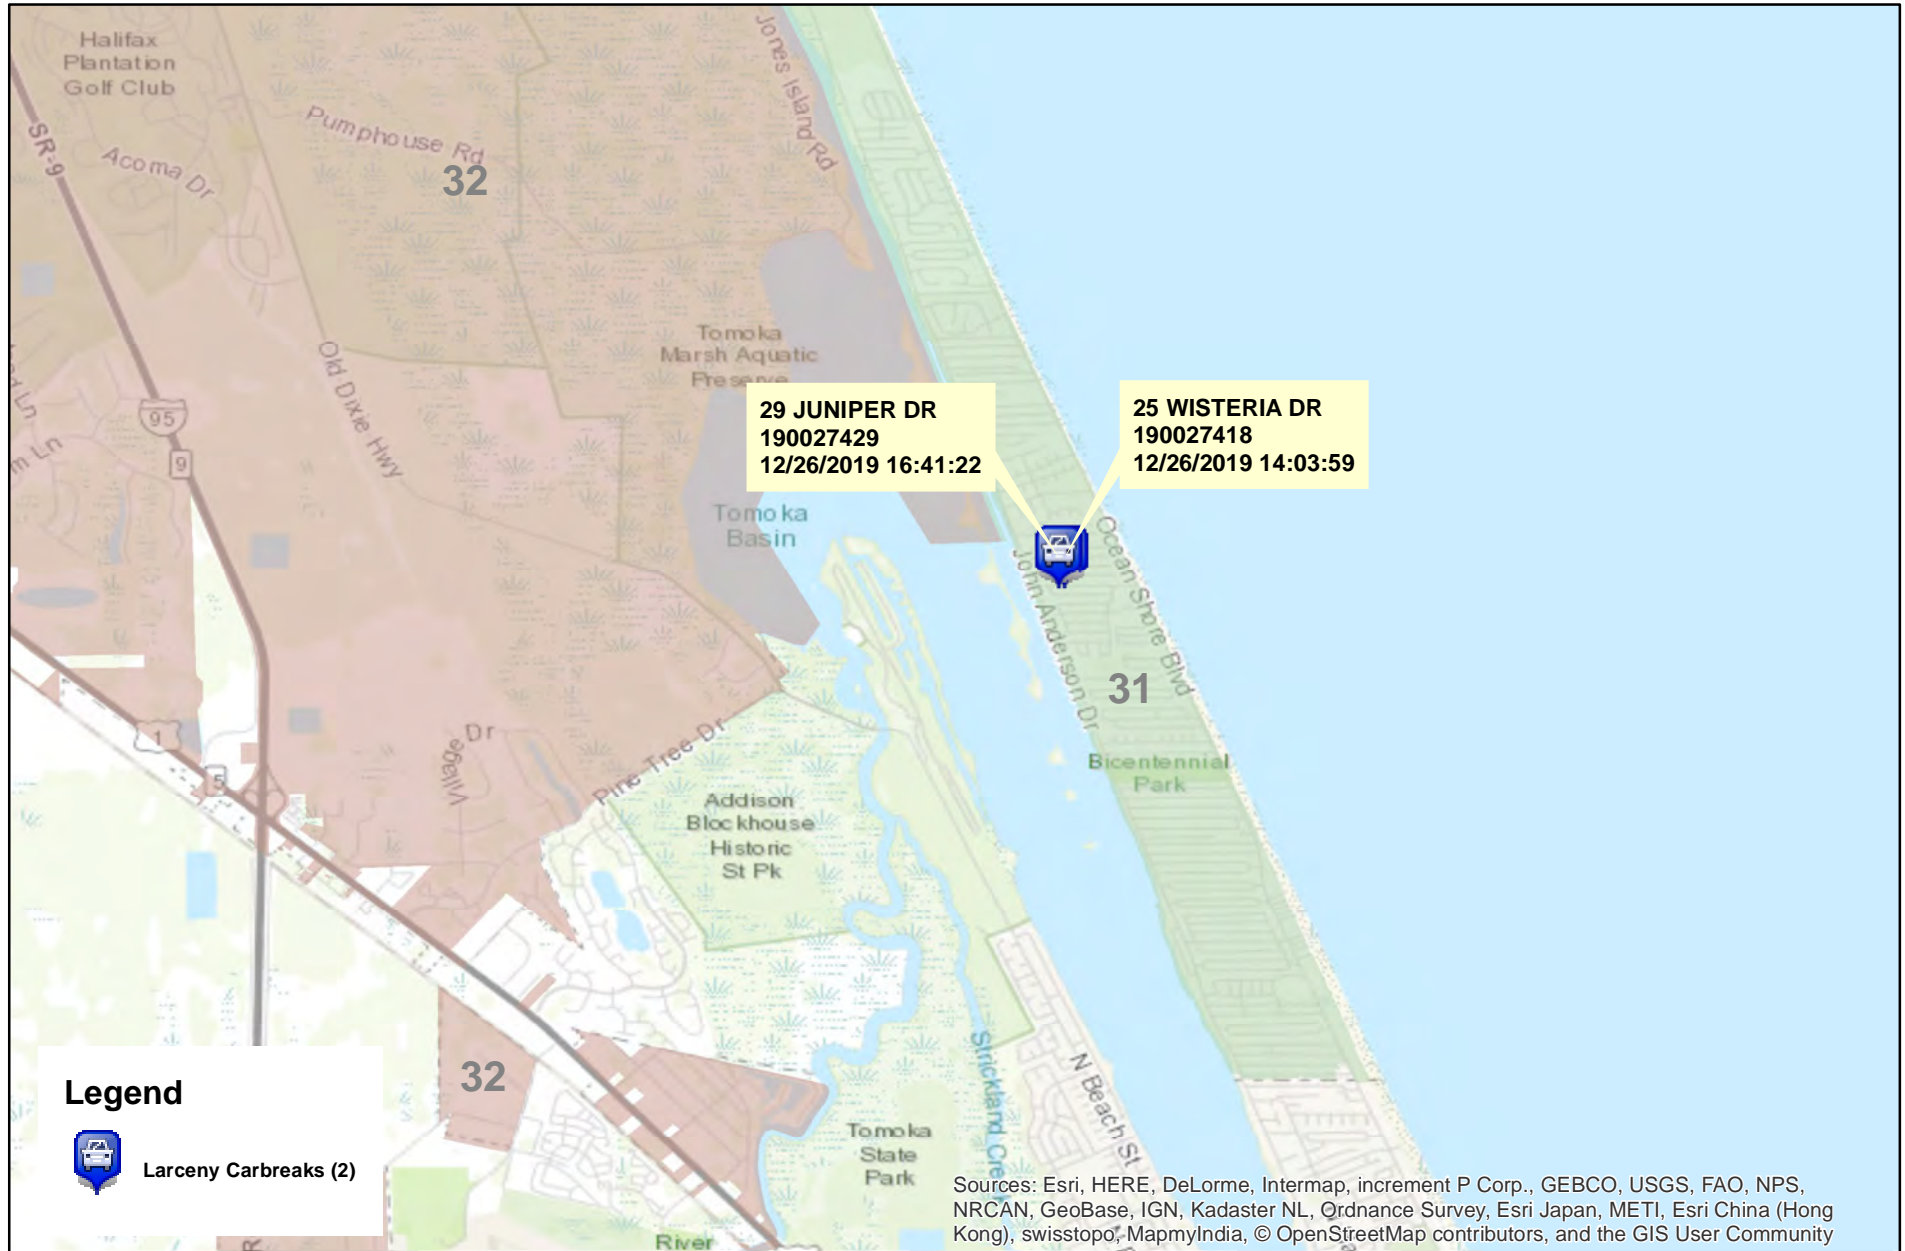 Halifax
Plantation
Golf Club
SR-9
Acoma Dr
Pumphouse Rd
32
Jones Island Rd
Old Dixie Hwy
Tomoka
Marsh Aquatic
Preserve
29 JUNIPER DR
190027429
12/26/2019 16:41:22
25 WISTERIA DR
190027418
12/26/2019 14:03:59
Ln
m Ln
95
9
Tomoka
Basin
Ocean Shore Blvd
John Anderson Dr
31
Bicentennial
Park
1
5
Village Dr
Pine Tree Dr
Addison
Blockhouse
Historic
St Pk
32
Strickland Creek
N Beach St
Tomoka
State
Park
River
Legend
Larceny Carbreaks (2)
Sources: Esri, HERE, DeLorme, Intermap, increment P Corp., GEBCO, USGS, FAO, NPS,
NRCAN, GeoBase, IGN, Kadaster NL, Ordnance Survey, Esri Japan, METI, Esri China (Hong
Kong), swisstopo, MapmyIndia, © OpenStreetMap contributors, and the GIS User Community